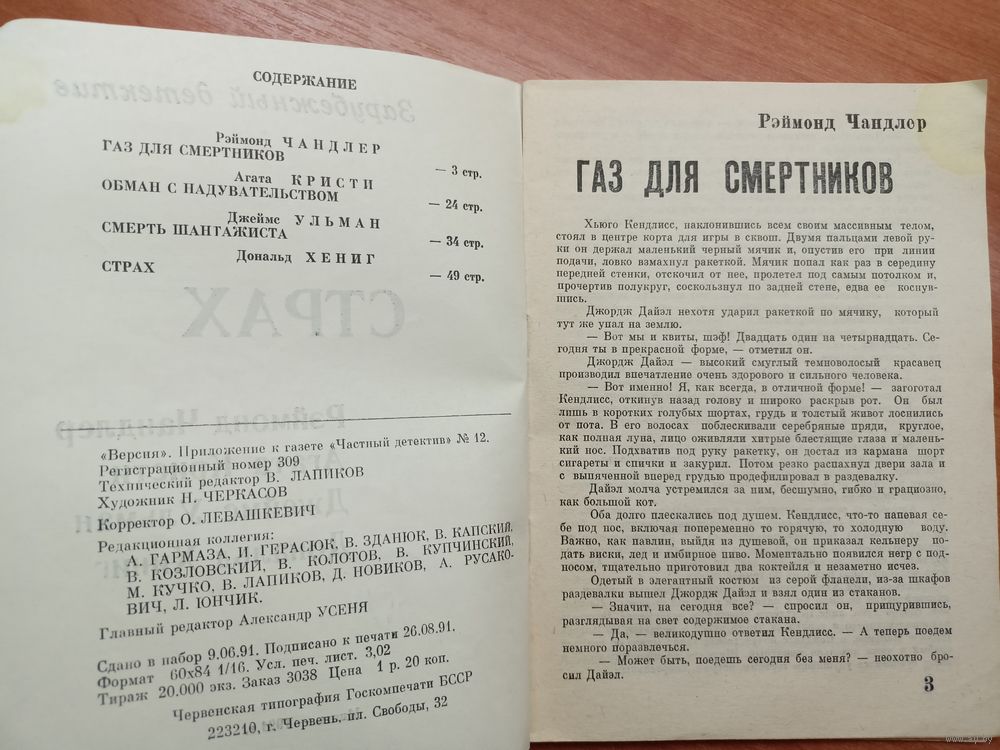 СОДЕРЖАНИЕ
Рэймонд ЧАНДЛЕР
ГАЗ ДЛЯ СМЕРТНИКОВ
— 3 стр.
Агата КРИСТИ
ОБМАН С НАДУВАТЕЛЬСТВОМ
— 24 стр.
Джеймс УЛЬМАН
СМЕРТЬ ШАНТАЖИСТА
— 34 стр.
Дональд ХЕНИГ
СТРАХ
— 49 стр.
«Версия». Приложение к газете «Частный детектив» № 12.
Регистрационный номер 309
Технический редактор В. ЛАПИКОВ
Художник Н. ЧЕРКАСОВ
Корректор О. ЛЕВАШКЕВИЧ
Редакционная коллегия:
А. ГАРМАЗА, И. ГЕРАСЮК, В. ЗДАНЮК, В. КАПСКИЙ,
В. КОЗЛОВСКИЙ, В. КОЛОТОВ, В. КУПЧИНСКИЙ,
М. КУЧКО, В. ЛАПИКОВ, Д. НОВИКОВ, А. РУСАКО-
ВИЧ, Л. ЮНЧИК.
Главный редактор Александр УСЕНЯ
Сдано в набор 9.06.91. Подписано к печати 26.08.91.
Формат 60х84 1/16. Усл. печ. лист. 3,02
Тираж 20.000 экз. Заказ 3038 Цена 1 р. 20 коп.
Червенская типография Госкомпечати БССР
223210, г. Червень. пл. Свободы, 32
Рэймонд Чандлер
ГАЗ ДЛЯ СМЕРТНИКОВ
Хьюго Кендлисс, наклонившись всем своим массивным телом,
стоял в центре корта для игры в сквош. Двумя пальцами левой ру-
ки он держал маленький черный мячик и, опустив его при линии
подачи, ловко взмахнул ракеткой. Мячик попал как раз в середину
передней стенки, отскочил от нее, пролетел под самым потолком и,
прочертив полукруг, соскользнул по задней стене, едва ее коснув-
шись.
Джордж Дайэл нехотя ударил ракеткой по мячику, который
тут же упал на землю.
— Вот мы и квиты, шэф! Двадцать один на четырнадцать. Се-
годня ты в прекрасной форме, — отметил он.
Джордж Дайэл — высокий смуглый темноволосый красавец
производил впечатление очень здорового и сильного человека.
— Вот именно! Я, как всегда, в отличной форме! — загоготал
Кендлисс, откинув назад голову и широко раскрыв рот. Он был
лишь в коротких голубых шортах, грудь и толстый живот лоснились
от пота. В его волосах поблескивали серебряные пряди, круглое,
как полная луна, лицо оживляли хитрые блестящие глаза и малень-
кий нос. Подхватив под руку ракетку, он достал из кармана шорт
сигареты и спички и закурил. Потом резко распахнул двери зала и
с выпяченной вперед грудью продефилировал в раздевалку.
Дайэл молча устремился за ним, бесшумно, гибко и грациозно,
как большой кот.
Оба долго плескались под душем. Кендлисс, что-то напевая се-
бе под нос, включая попеременно то горячую, то холодную воду.
Важно, как павлин, выйдя из душевой, он приказал кельнеру по-
дать виски, лед и имбирное пиво. Моментально появился негр с под-
носом, тщательно приготовил два коктейля и незаметно исчез.
Одетый в элегантный костюм из серой фланели, из-за шкафов
раздевалки вышел Джордж Дайэл и взял один из стаканов.
— Значит, на сегодня все? — спросил он, прищурившись,
разглядывая на свет содержимое стакана.
— Да, — великодушно ответил Кендлисс. — А теперь поедем
немного поразвлечься.
— Может быть, поедешь сегодня без меня? — неохотно бро-
сил Дайэл.
3